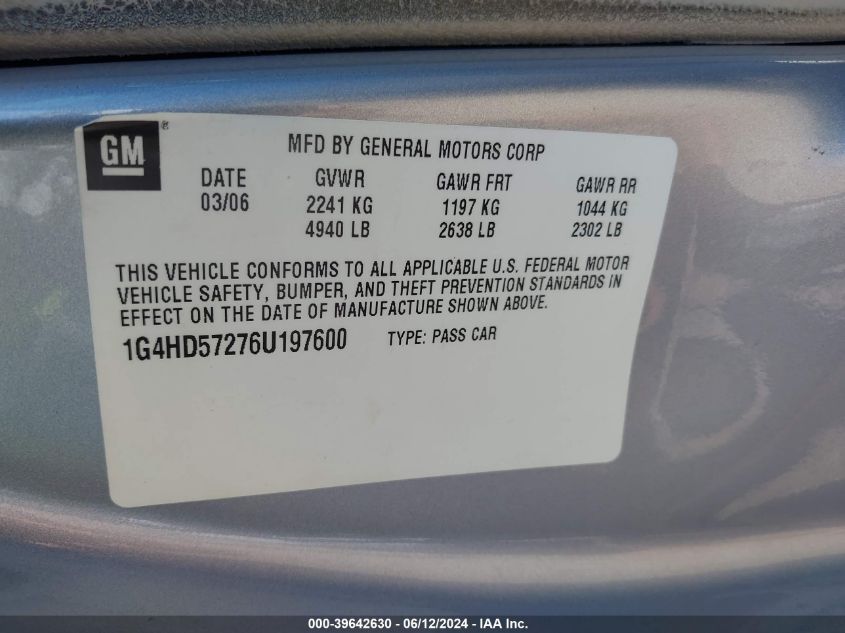 GM ®
MFD BY GENERAL MOTORS CORP
DATE GVWR GAWR FRT GAWR RR
03/06 2241 KG 1197 KG 1044 KG
4940 LB 2638 LB 2302 LB
THIS VEHICLE CONFORMS TO ALL APPLICABLE U.S. FEDERAL MOTOR
VEHICLE SAFETY, BUMPER, AND THEFT PREVENTION STANDARDS IN
EFFECT ON THE DATE OF MANUFACTURE SHOWN ABOVE.
1G4HD57276U197600 TYPE: PASS CAR
000-39642630 - 06/12/2024 - IAA Inc.